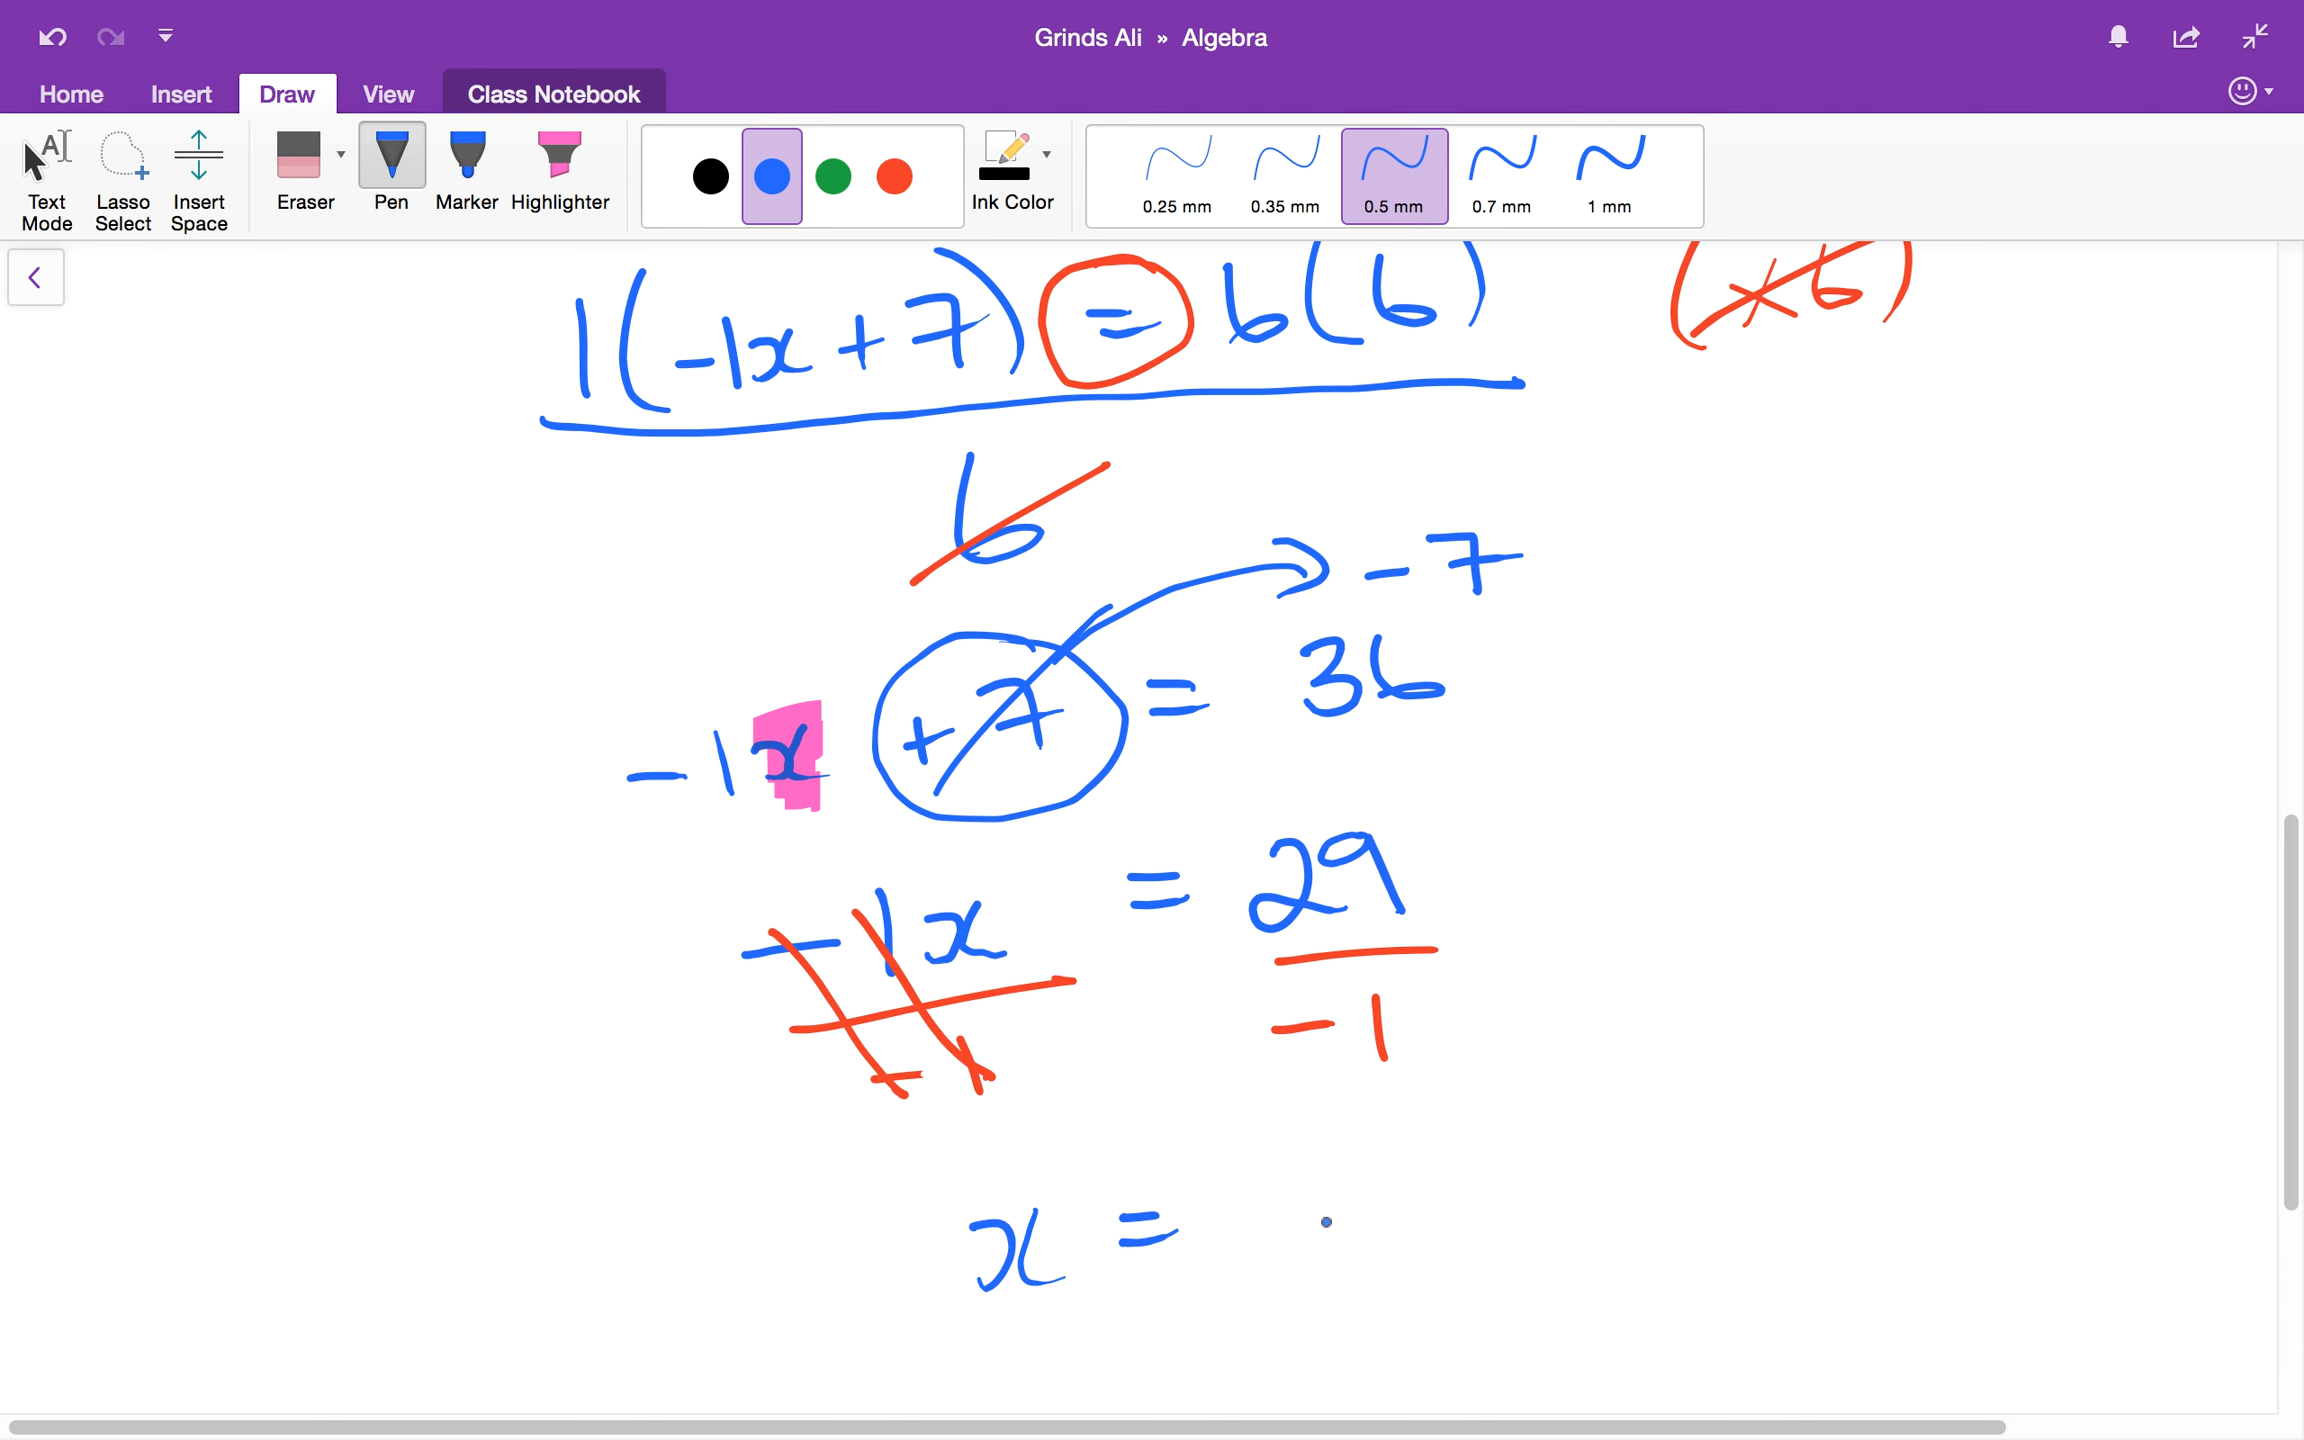 Grinds Ali » Algebra
Home Insert Draw View Class Notebook
A
Text Mode Lasso Select Insert Space Eraser Pen Marker Highlighter Ink Color 0.25 mm 0.35 mm 0.5 mm 0.7 mm 1 mm
1(-1x + 7) = 6(6) (×6)
6
-7
-1x + 7 = 36
-1x = 29
-1 -1
x =